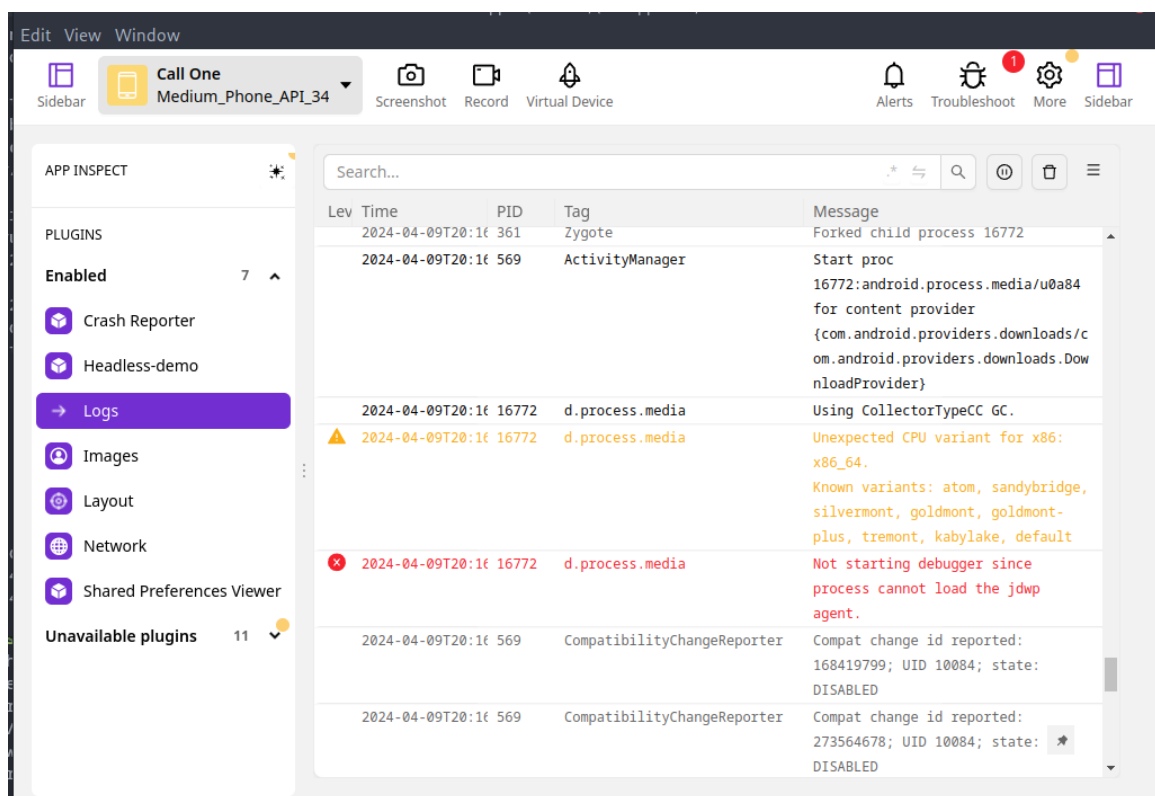 Edit View Window
Call One
Medium_Phone_API_34
Sidebar
Screenshot
Record
Virtual Device
Alerts
1
Troubleshoot
More
Sidebar
APP INSPECT
PLUGINS
Enabled 7
Crash Reporter
Headless-demo
Logs
Images
Layout
Network
Shared Preferences Viewer
Unavailable plugins 11
Search...
.*
Lev Time PID Tag Message
2024-04-09T20:16 361 Zygote Forked child process 16772
2024-04-09T20:16 569 ActivityManager Start proc
16772:android.process.media/u0a84
for content provider
{com.android.providers.downloads/c
om.android.providers.downloads.Dow
nloadProvider}
2024-04-09T20:16 16772 d.process.media Using CollectorTypeCC GC.
2024-04-09T20:16 16772 d.process.media Unexpected CPU variant for x86:
x86_64.
Known variants: atom, sandybridge,
silvermont, goldmont, goldmont-
plus, tremont, kabylake, default
2024-04-09T20:16 16772 d.process.media Not starting debugger since
process cannot load the jdwp
agent.
2024-04-09T20:16 569 CompatibilityChangeReporter Compat change id reported:
168419799; UID 10084; state:
DISABLED
2024-04-09T20:16 569 CompatibilityChangeReporter Compat change id reported:
273564678; UID 10084; state:
DISABLED